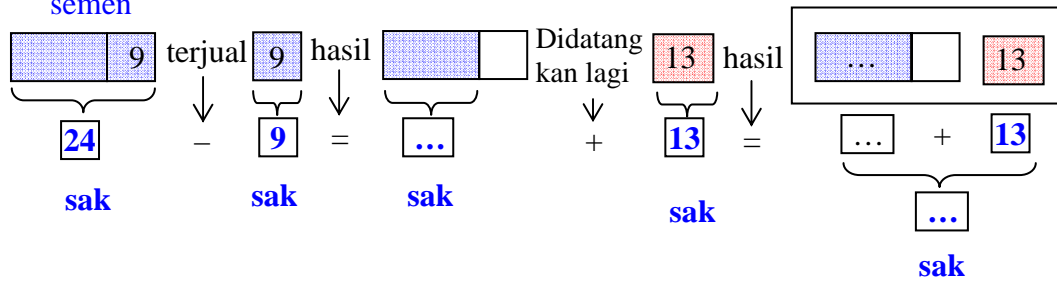 semen
9 terjual 9 hasil Didatang kan lagi 13 hasil … 13
24 – 9 = … + 13 = … + 13
sak sak sak sak
…
sak